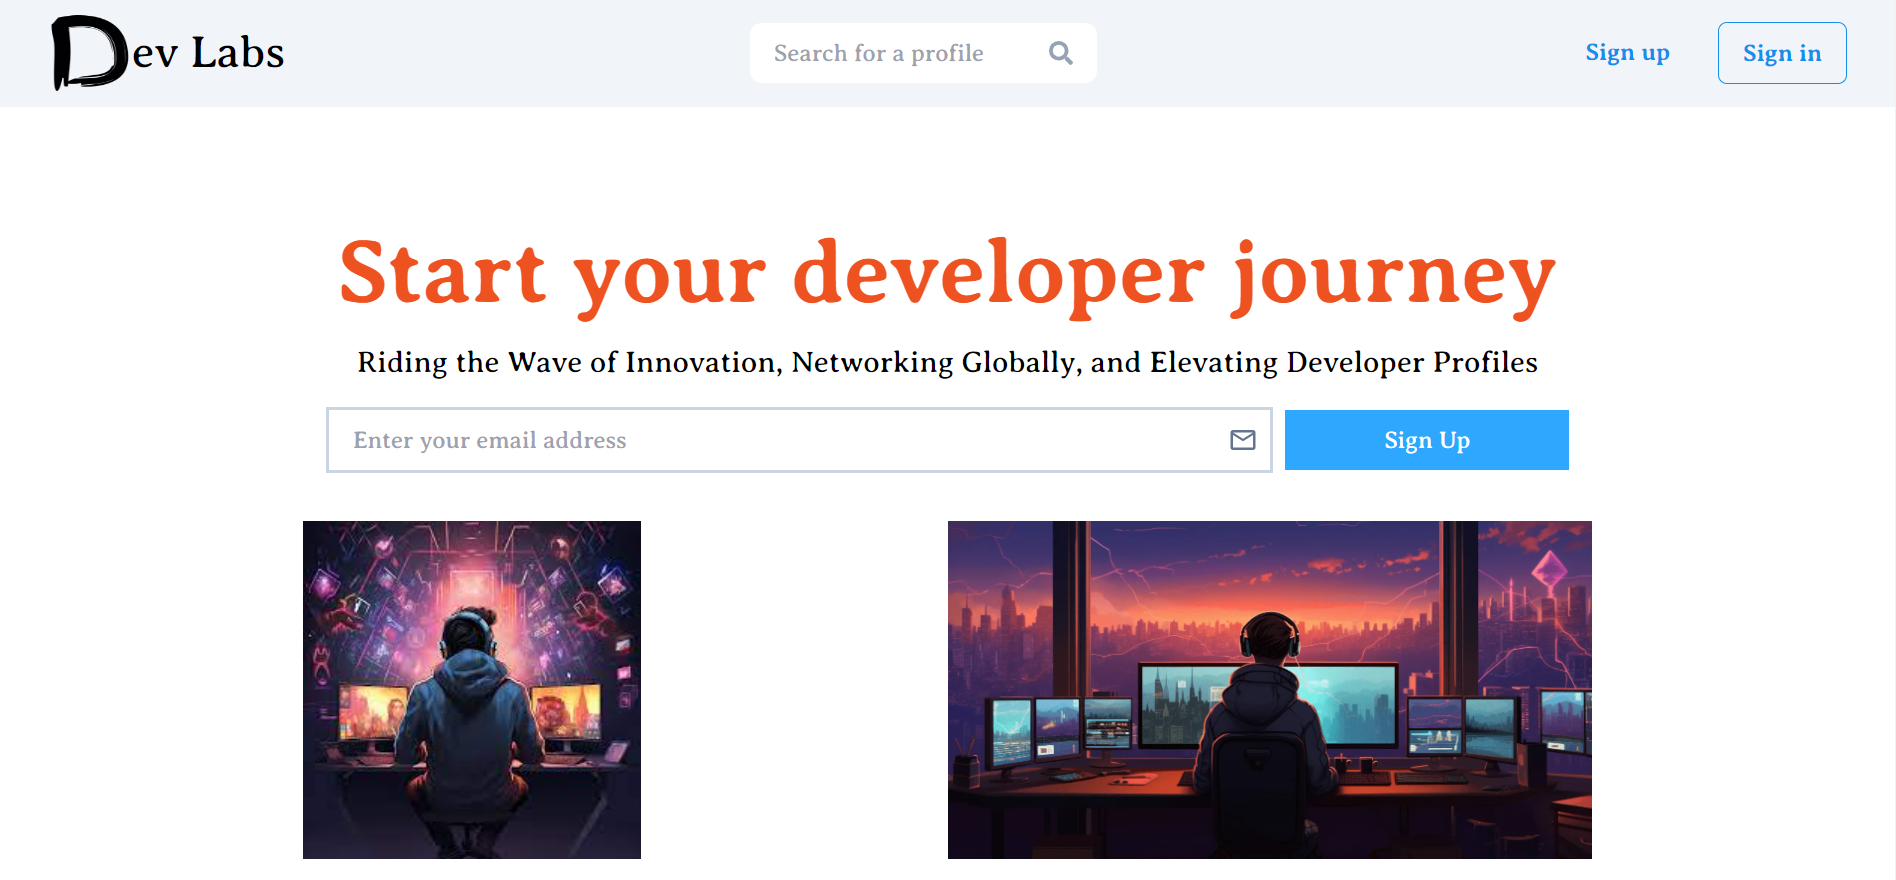 Dev Labs
Search for a profile
Sign up
Sign in
Start your developer journey
Riding the Wave of Innovation, Networking Globally, and Elevating Developer Profiles
Enter your email address
Sign Up